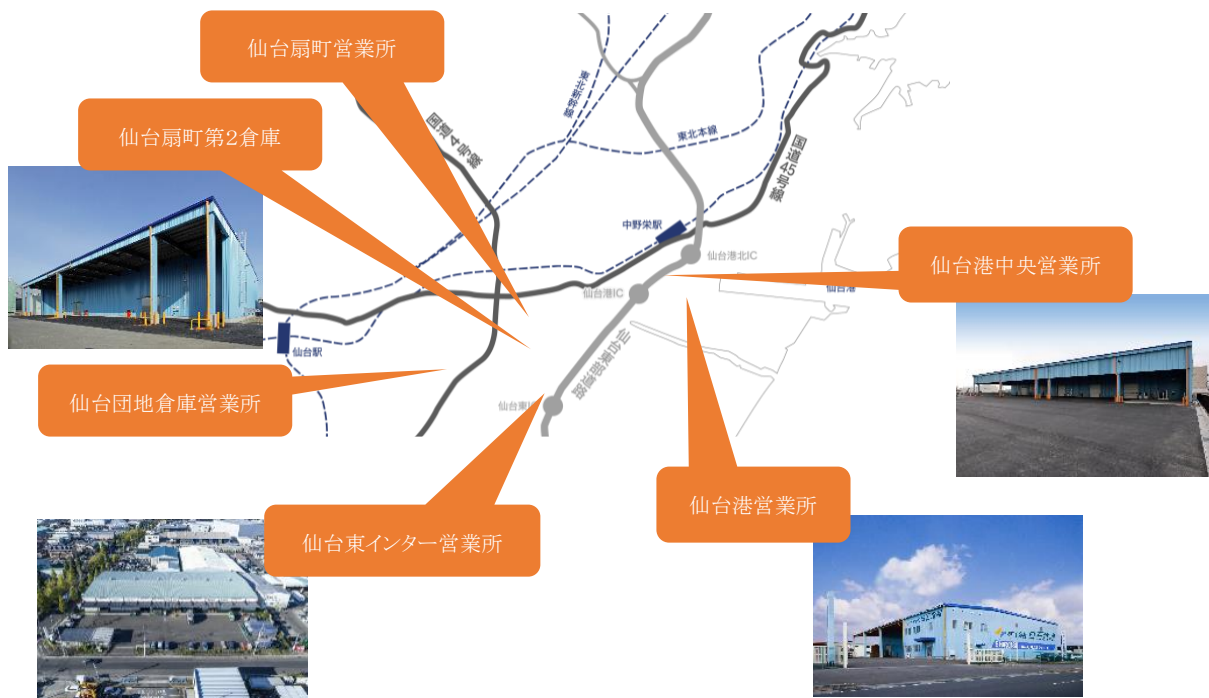 仙台扇町営業所
仙台扇町第2倉庫
東北新幹線
国道4号線
東北本線
国道45号線
中野栄駅
仙台港北IC
仙台港中央営業所
仙台港IC
仙台港
仙台駅
仙台東部道路
仙台団地倉庫営業所
仙台東IC
仙台港営業所
仙台東インター営業所